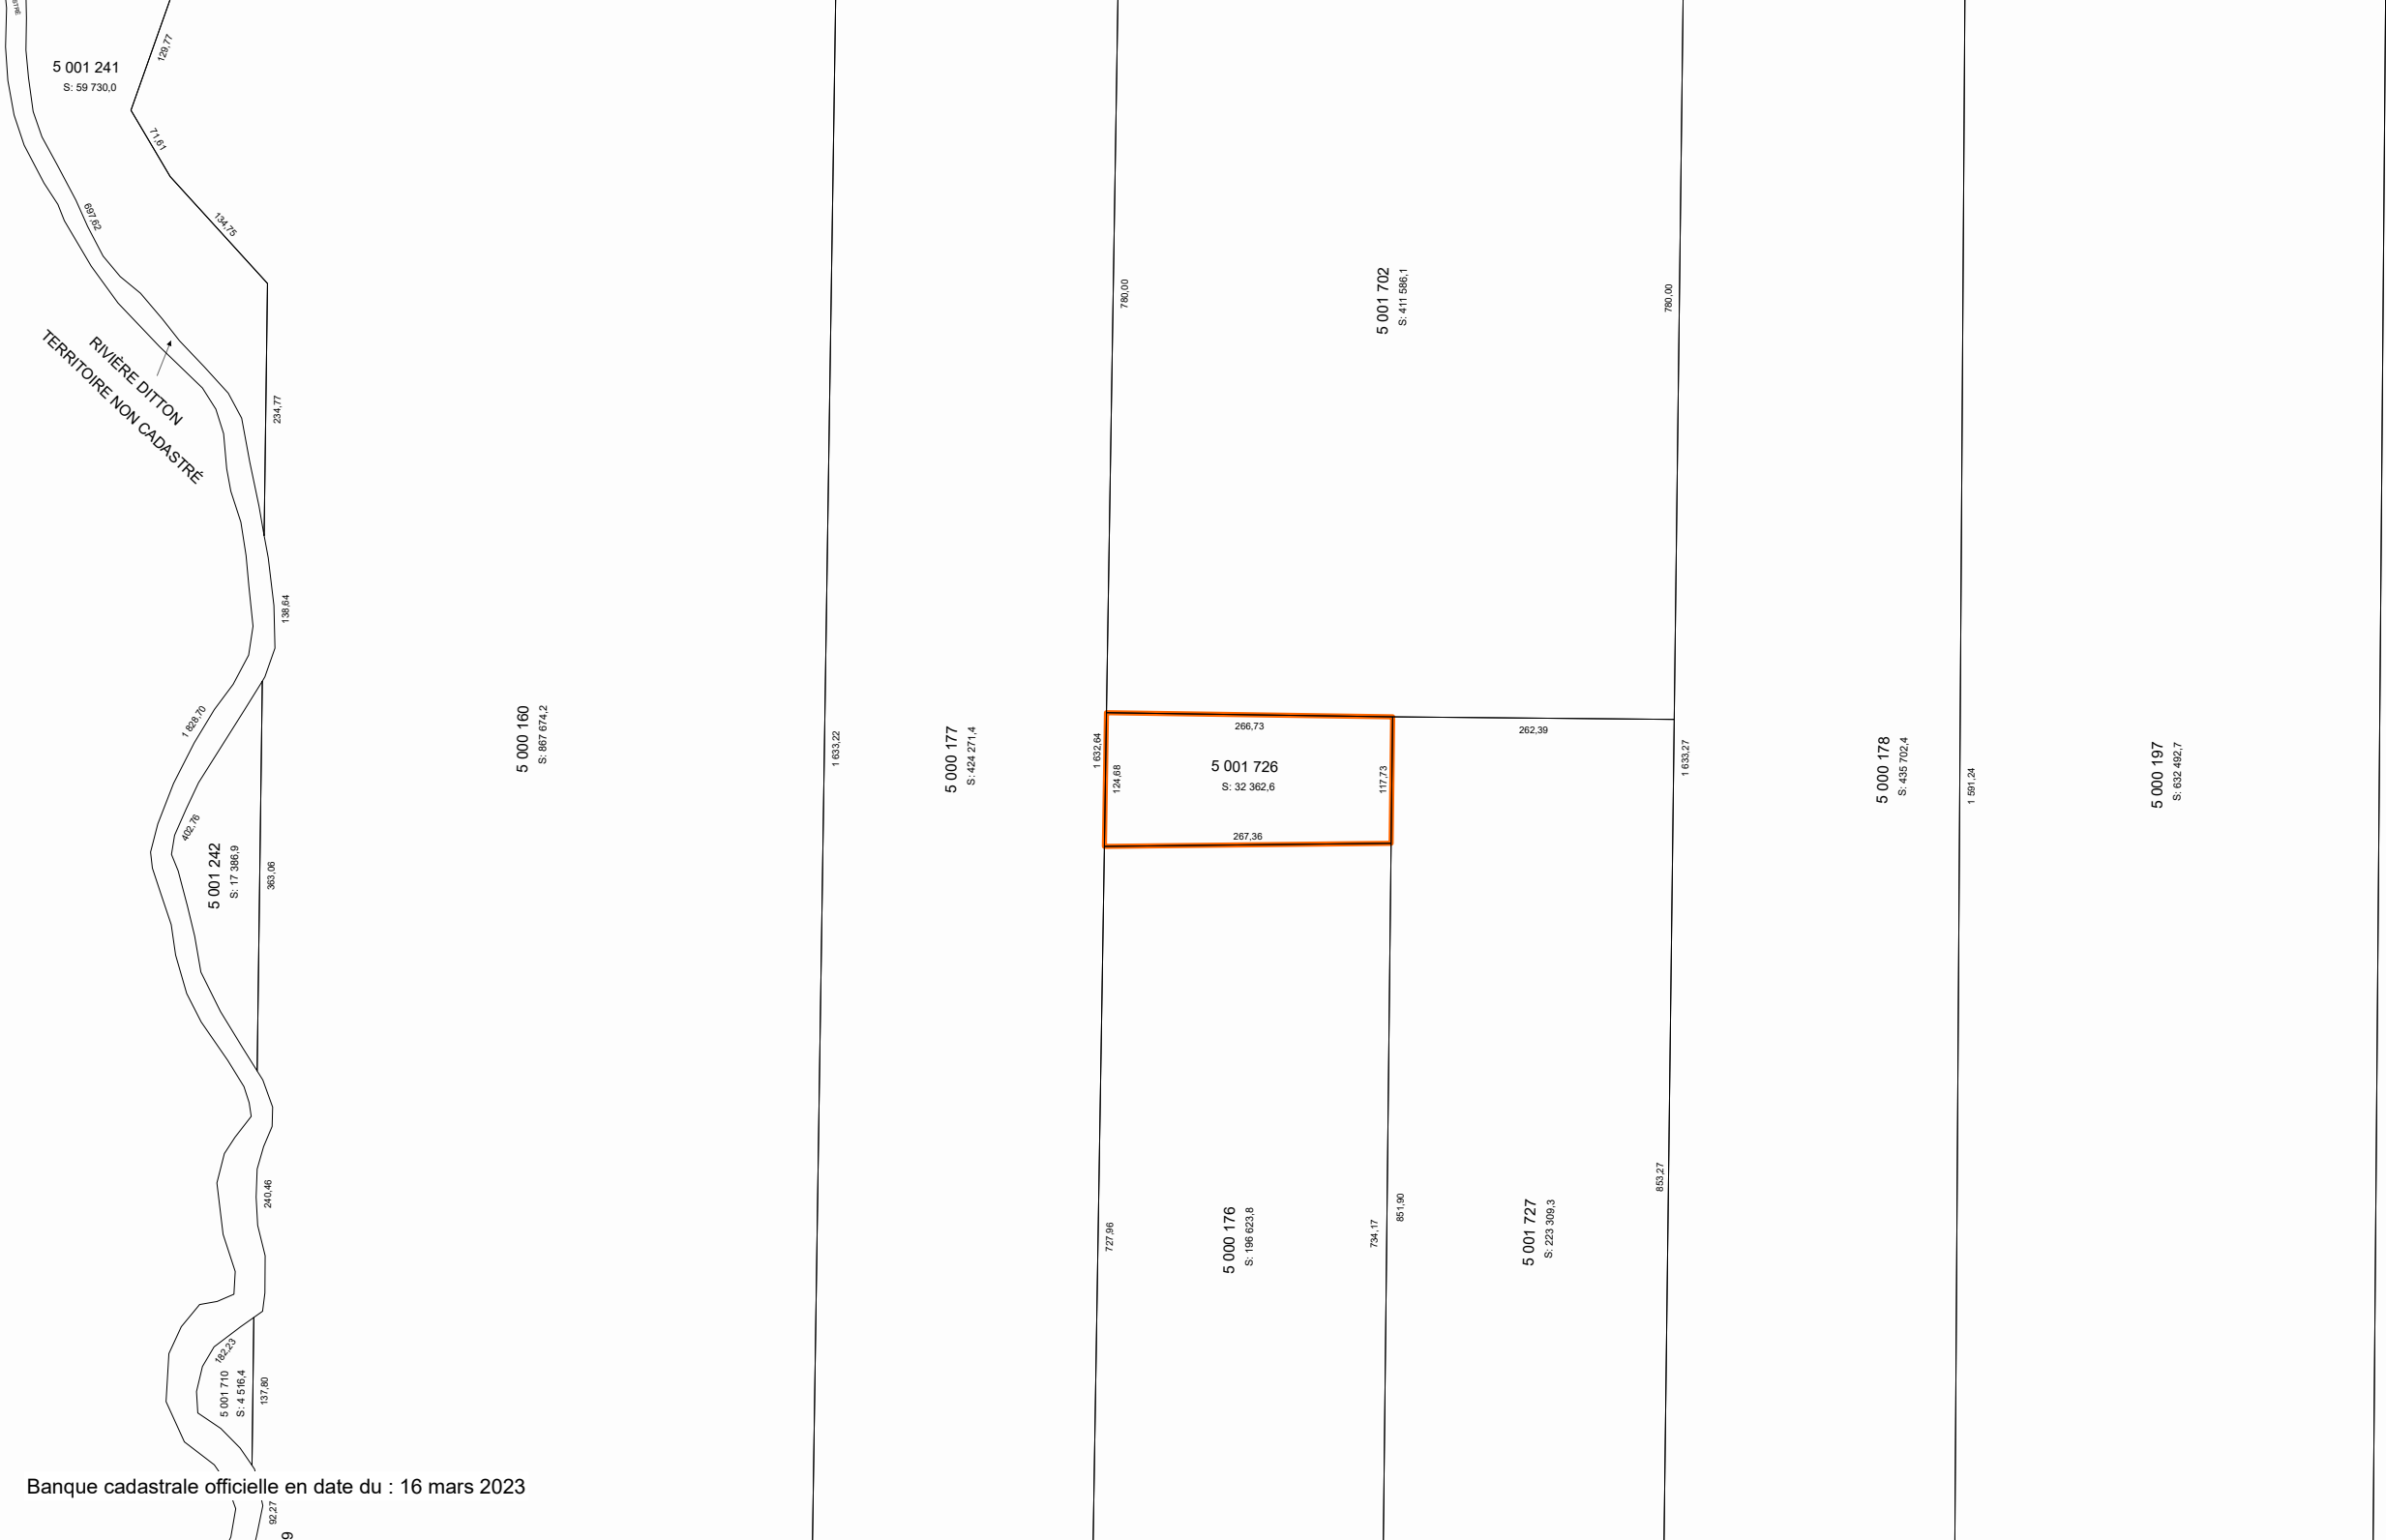 129,77
5 001 241
S: 59 730,0
71,61
697,62
134,75
RIVIÈRE DITTON
TERRITOIRE NON CADASTRÉ
234,77
138,64
1 828,70
402,76
5 001 242
S: 17 386,9
363,06
240,46
182,23
5 001 710
S: 4 516,4
137,80
92,27
5 000 160
S: 867 674,2
1 633,22
5 000 177
S: 424 271,4
780,00
5 001 702
S: 411 586,1
780,00
1 632,64
124,68
266,73
5 001 726
S: 32 362,6
117,73
267,36
262,39
1 633,27
727,96
5 000 176
S: 196 623,8
734,17
851,90
5 001 727
S: 223 309,3
853,27
5 000 178
S: 435 702,4
1 591,24
5 000 197
S: 632 492,7
Banque cadastrale officielle en date du : 16 mars 2023